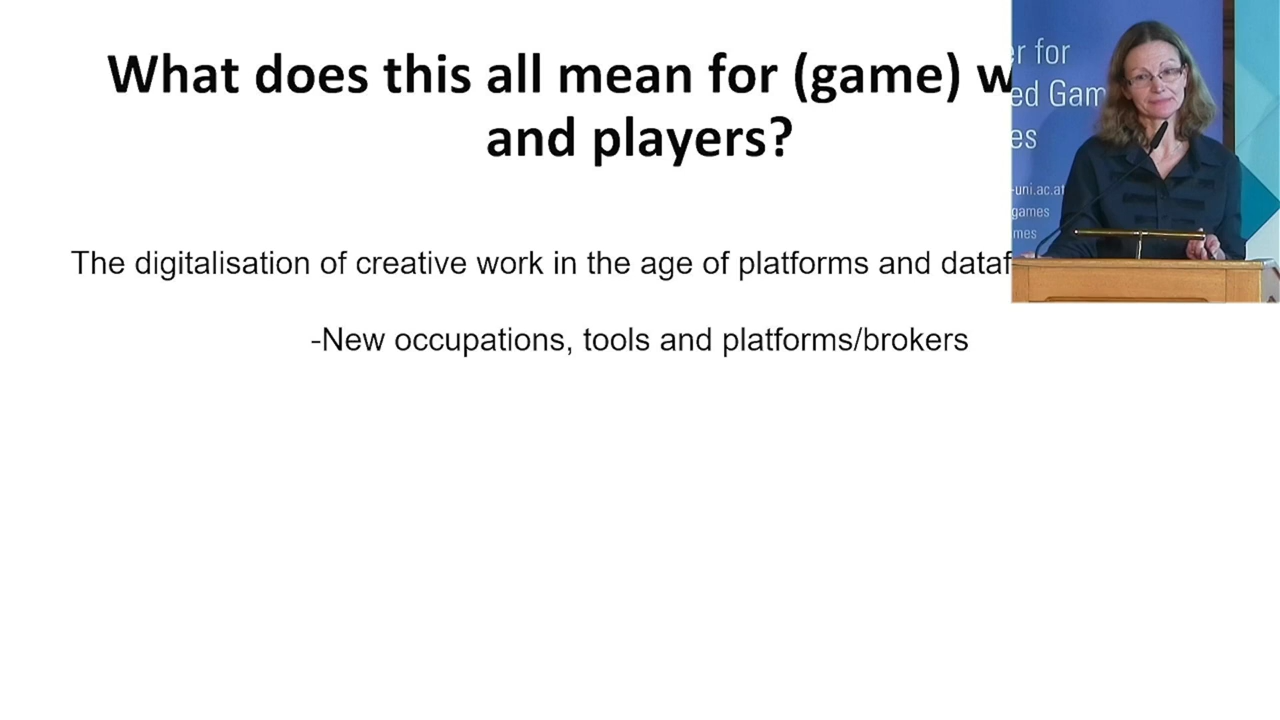 What does this all mean for (game) w
and players?
The digitalisation of creative work in the age of platforms and dataf
-New occupations, tools and platforms/brokers
er for
ed Gam
es
-uni.ac.at
games
mes